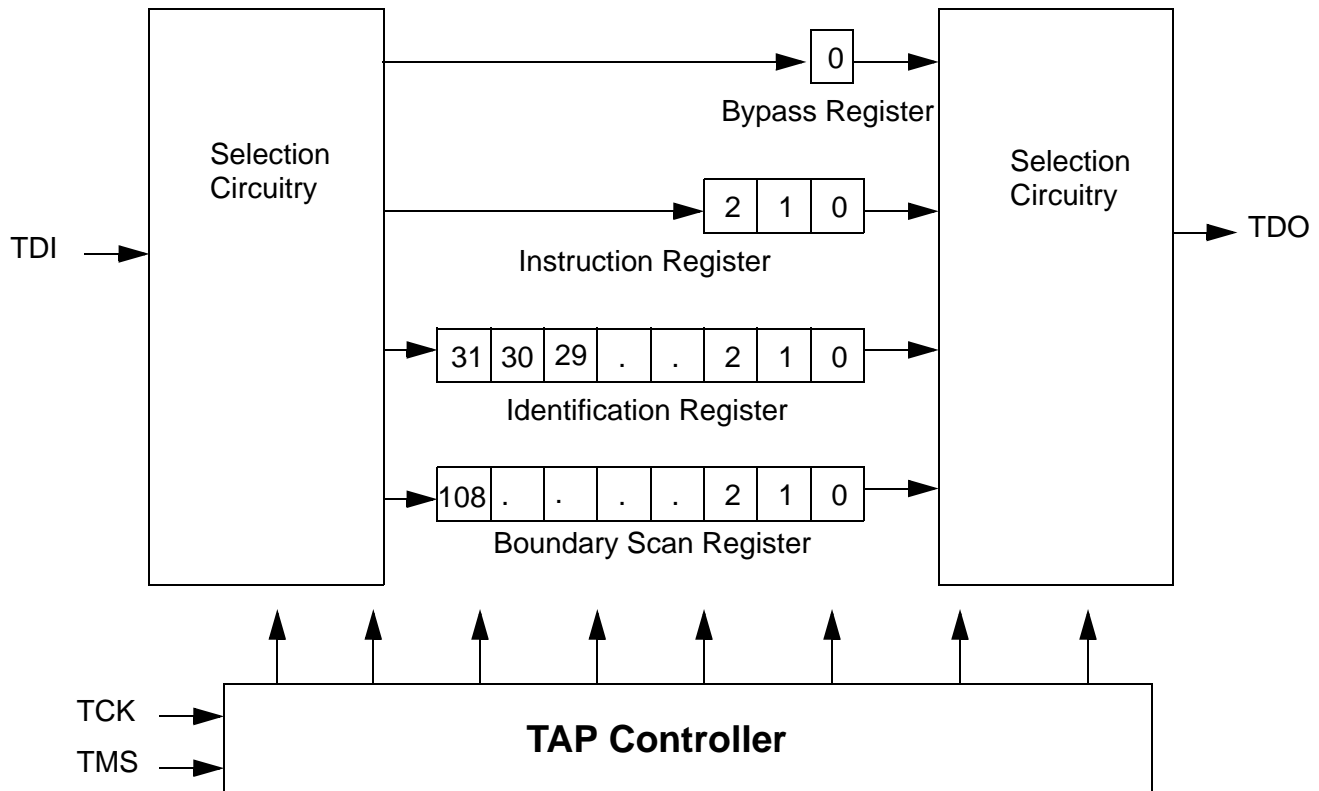 0
Bypass Register
Selection
Circuitry
Selection
Circuitry
2 1 0
TDI
TDO
Instruction Register
31 30 29 . . 2 1 0
Identification Register
108 . . . . 2 1 0
Boundary Scan Register
TCK
TAP Controller
TMS